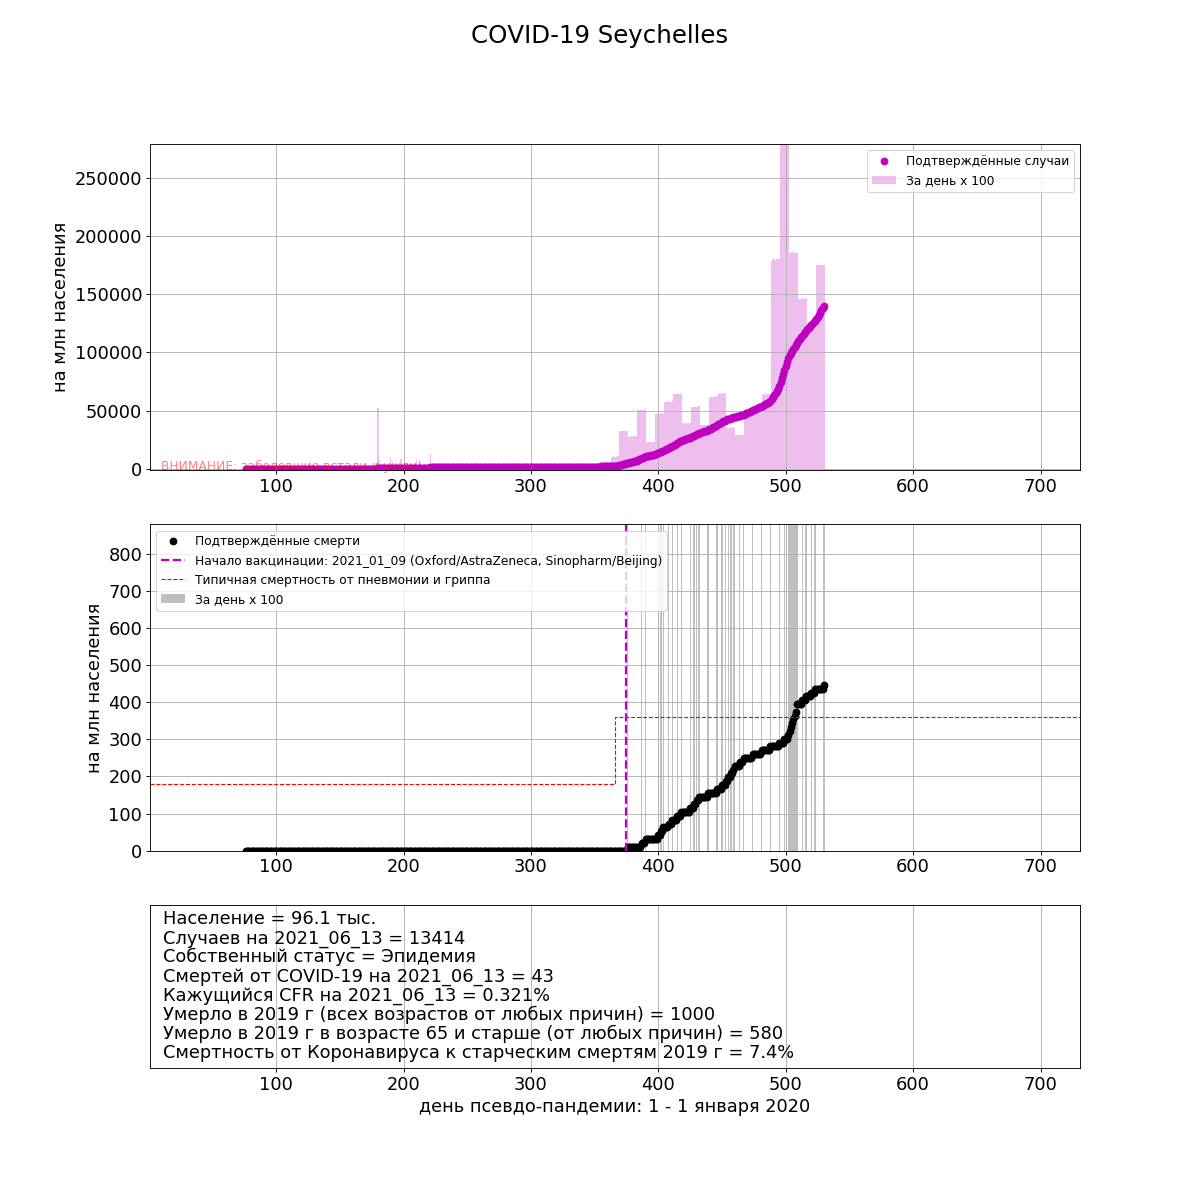 COVID-19 Seychelles
Подтверждённые случаи
За день x 100
250000
200000
150000
100000
50000
0
на млн населения
ВНИМАНИЕ: заболевшие встали
100 200 300 400 500 600 700
Подтверждённые смерти
Начало вакцинации: 2021_01_09 (Oxford/AstraZeneca, Sinopharm/Beijing)
Типичная смертность от пневмонии и гриппа
За день x 100
800
700
600
500
400
300
200
100
0
на млн населения
100 200 300 400 500 600 700
Население = 96.1 тыс.
Случаев на 2021_06_13 = 13414
Собственный статус = Эпидемия
Смертей от COVID-19 на 2021_06_13 = 43
Кажущийся CFR на 2021_06_13 = 0.321%
Умерло в 2019 г (всех возрастов от любых причин) = 1000
Умерло в 2019 г в возрасте 65 и старше (от любых причин) = 580
Смертность от Коронавируса к старческим смертям 2019 г = 7.4%
100 200 300 400 500 600 700
день псевдо-пандемии: 1 - 1 января 2020